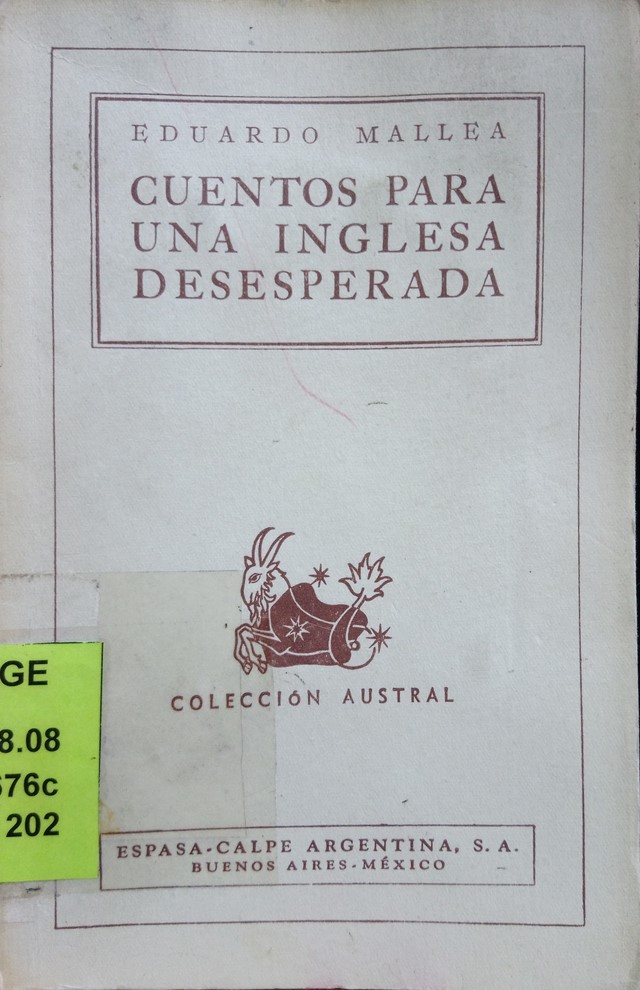 EDUARDO MALLEA
CUENTOS PARA
UNA INGLESA
DESESPERADA
COLECCIÓN AUSTRAL
GE
8.08
676c
202
ESPASA-CALPE ARGENTINA, S. A.
BUENOS AIRES-MÉXICO